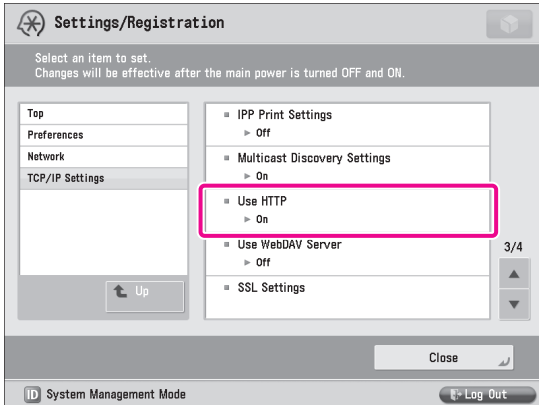 Settings/Registration
Select an item to set.
Changes will be effective after the main power is turned OFF and ON.
Top
Preferences
Network
TCP/IP Settings
Up
IPP Print Settings
► Off
Multicast Discovery Settings
► On
Use HTTP
► On
Use WebDAV Server
► Off
SSL Settings
3/4
Close
ID System Management Mode
Log Out